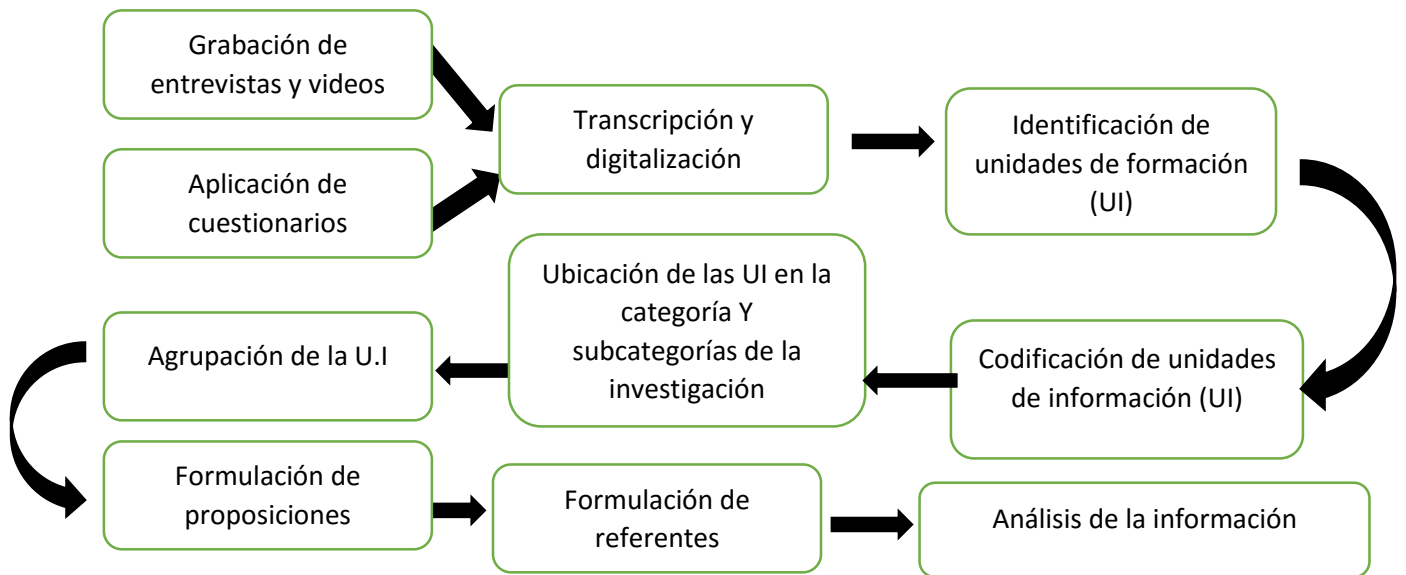 Grabación de
entrevistas y videos
Aplicación de
cuestionarios
Transcripción y
digitalización
Identificación de
unidades de formación
(UI)
Codificación de unidades
de información (UI)
Ubicación de las UI en la
categoría Y
subcategorías de la
investigación
Agrupación de la U.I
Formulación de
proposiciones
Formulación de
referentes
Análisis de la información